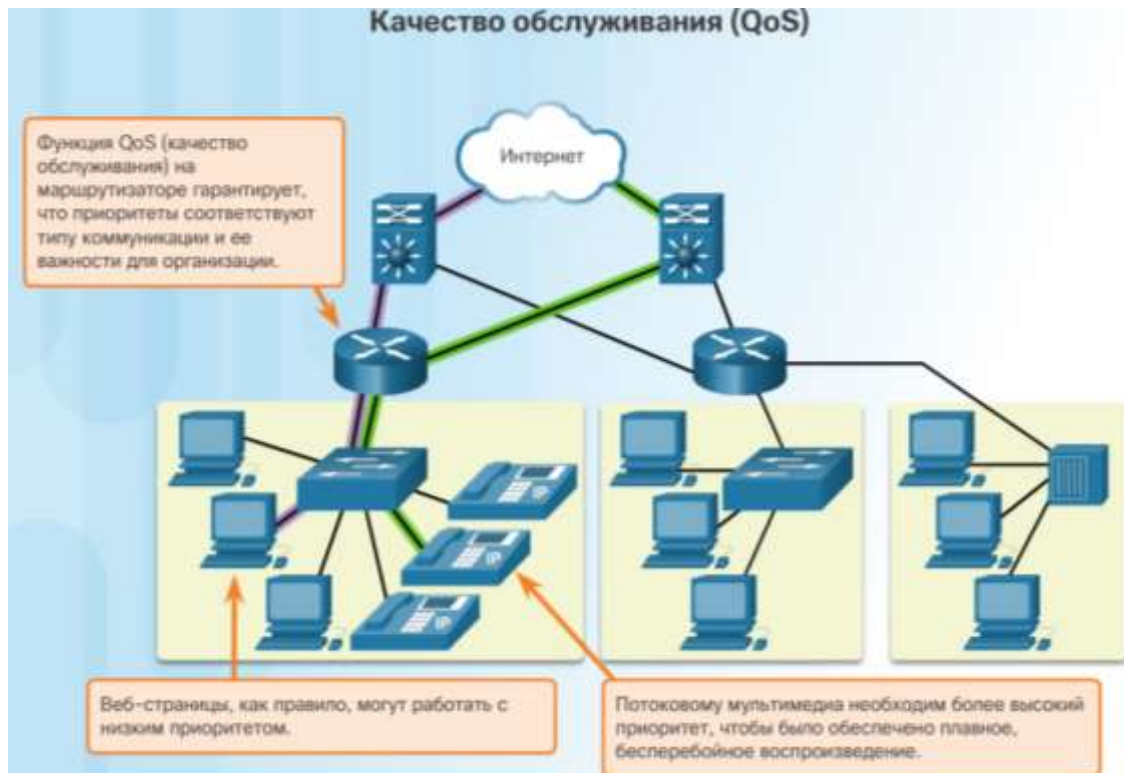 Качество обслуживания (QoS)
Функция QoS (качество
обслуживания) на
маршрутизаторе гарантирует,
что приоритеты соответствуют
типу коммуникации и ее
важности для организации.
Интернет
Веб-страницы, как правило, могут работать с
низким приоритетом.
Потоковому мультимедиа необходим более высокий
приоритет, чтобы было обеспечено плавное,
бесперебойное воспроизведение.